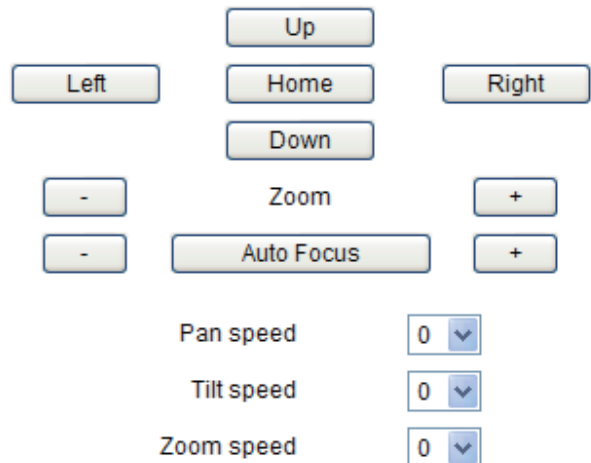 Up
Left Home Right
Down
- Zoom +
- Auto Focus +
Pan speed 0
Tilt speed 0
Zoom speed 0